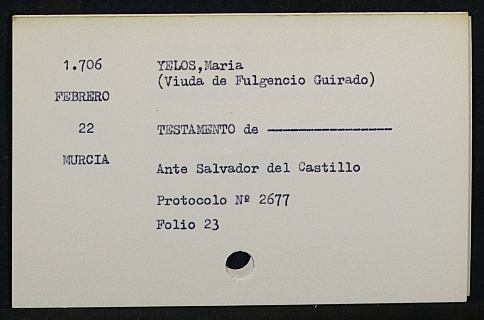 1.706 YELOS,Maria
(Viuda de Fulgencio Guirado)
FEBRERO
22 TESTAMENTO de ----------------
MURCIA
Ante Salvador del Castillo
Protocolo Nº 2677
Folio 23